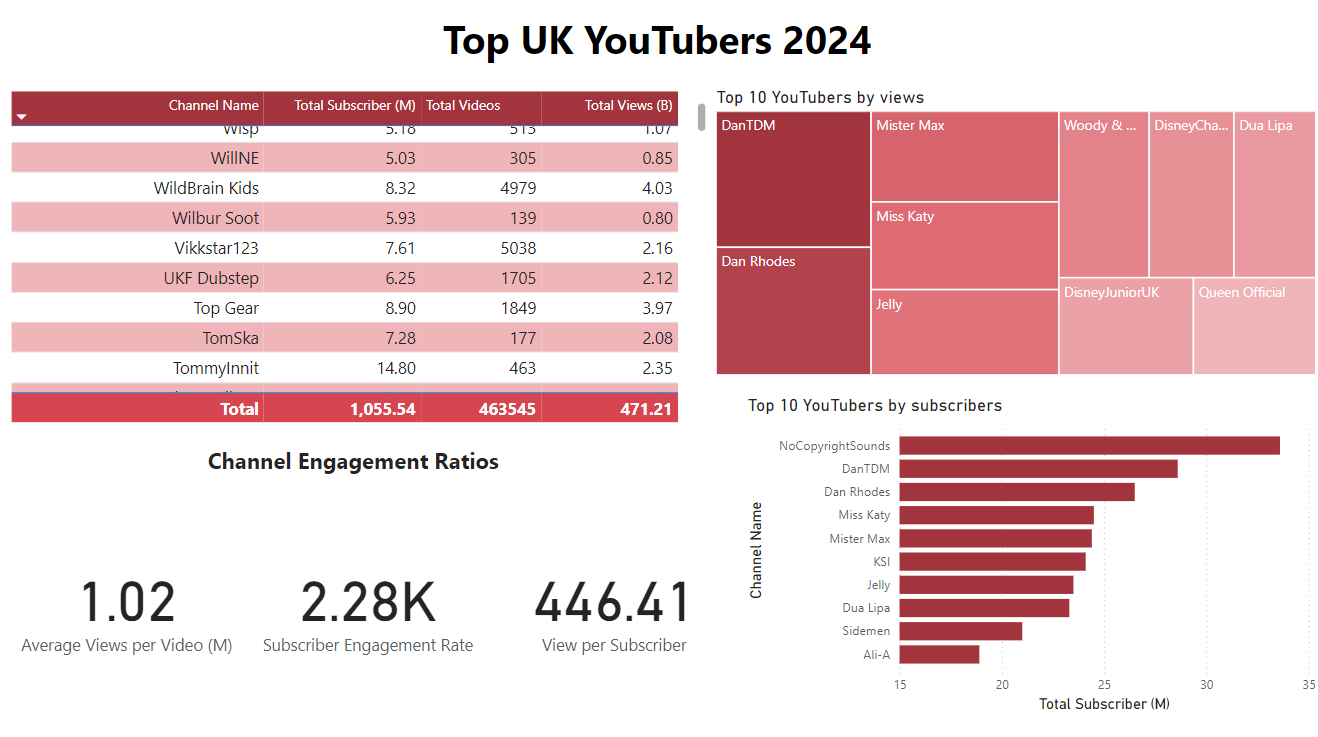 Top UK YouTubers 2024
Channel Name Total Subscriber (M) Total Videos Total Views (B)
Wisp 5.18 513 1.07
WillNE 5.03 305 0.85
WildBrain Kids 8.32 4979 4.03
Wilbur Soot 5.93 139 0.80
Vikkstar123 7.61 5038 2.16
UKF Dubstep 6.25 1705 2.12
Top Gear 8.90 1849 3.97
TomSka 7.28 177 2.08
TommyInnit 14.80 463 2.35
Total 1,055.54 463545 471.21
Channel Engagement Ratios
1.02
Average Views per Video (M)
2.28K
Subscriber Engagement Rate
446.41
View per Subscriber
Top 10 YouTubers by views
DanTDM
Dan Rhodes
Mister Max
Miss Katy
Jelly
Woody & ...
DisneyCha...
Dua Lipa
DisneyJuniorUK
Queen Official
Top 10 YouTubers by subscribers
Channel Name
NoCopyrightSounds
DanTDM
Dan Rhodes
Miss Katy
Mister Max
KSI
Jelly
Dua Lipa
Sidemen
Ali-A
15 20 25 30 35
Total Subscriber (M)